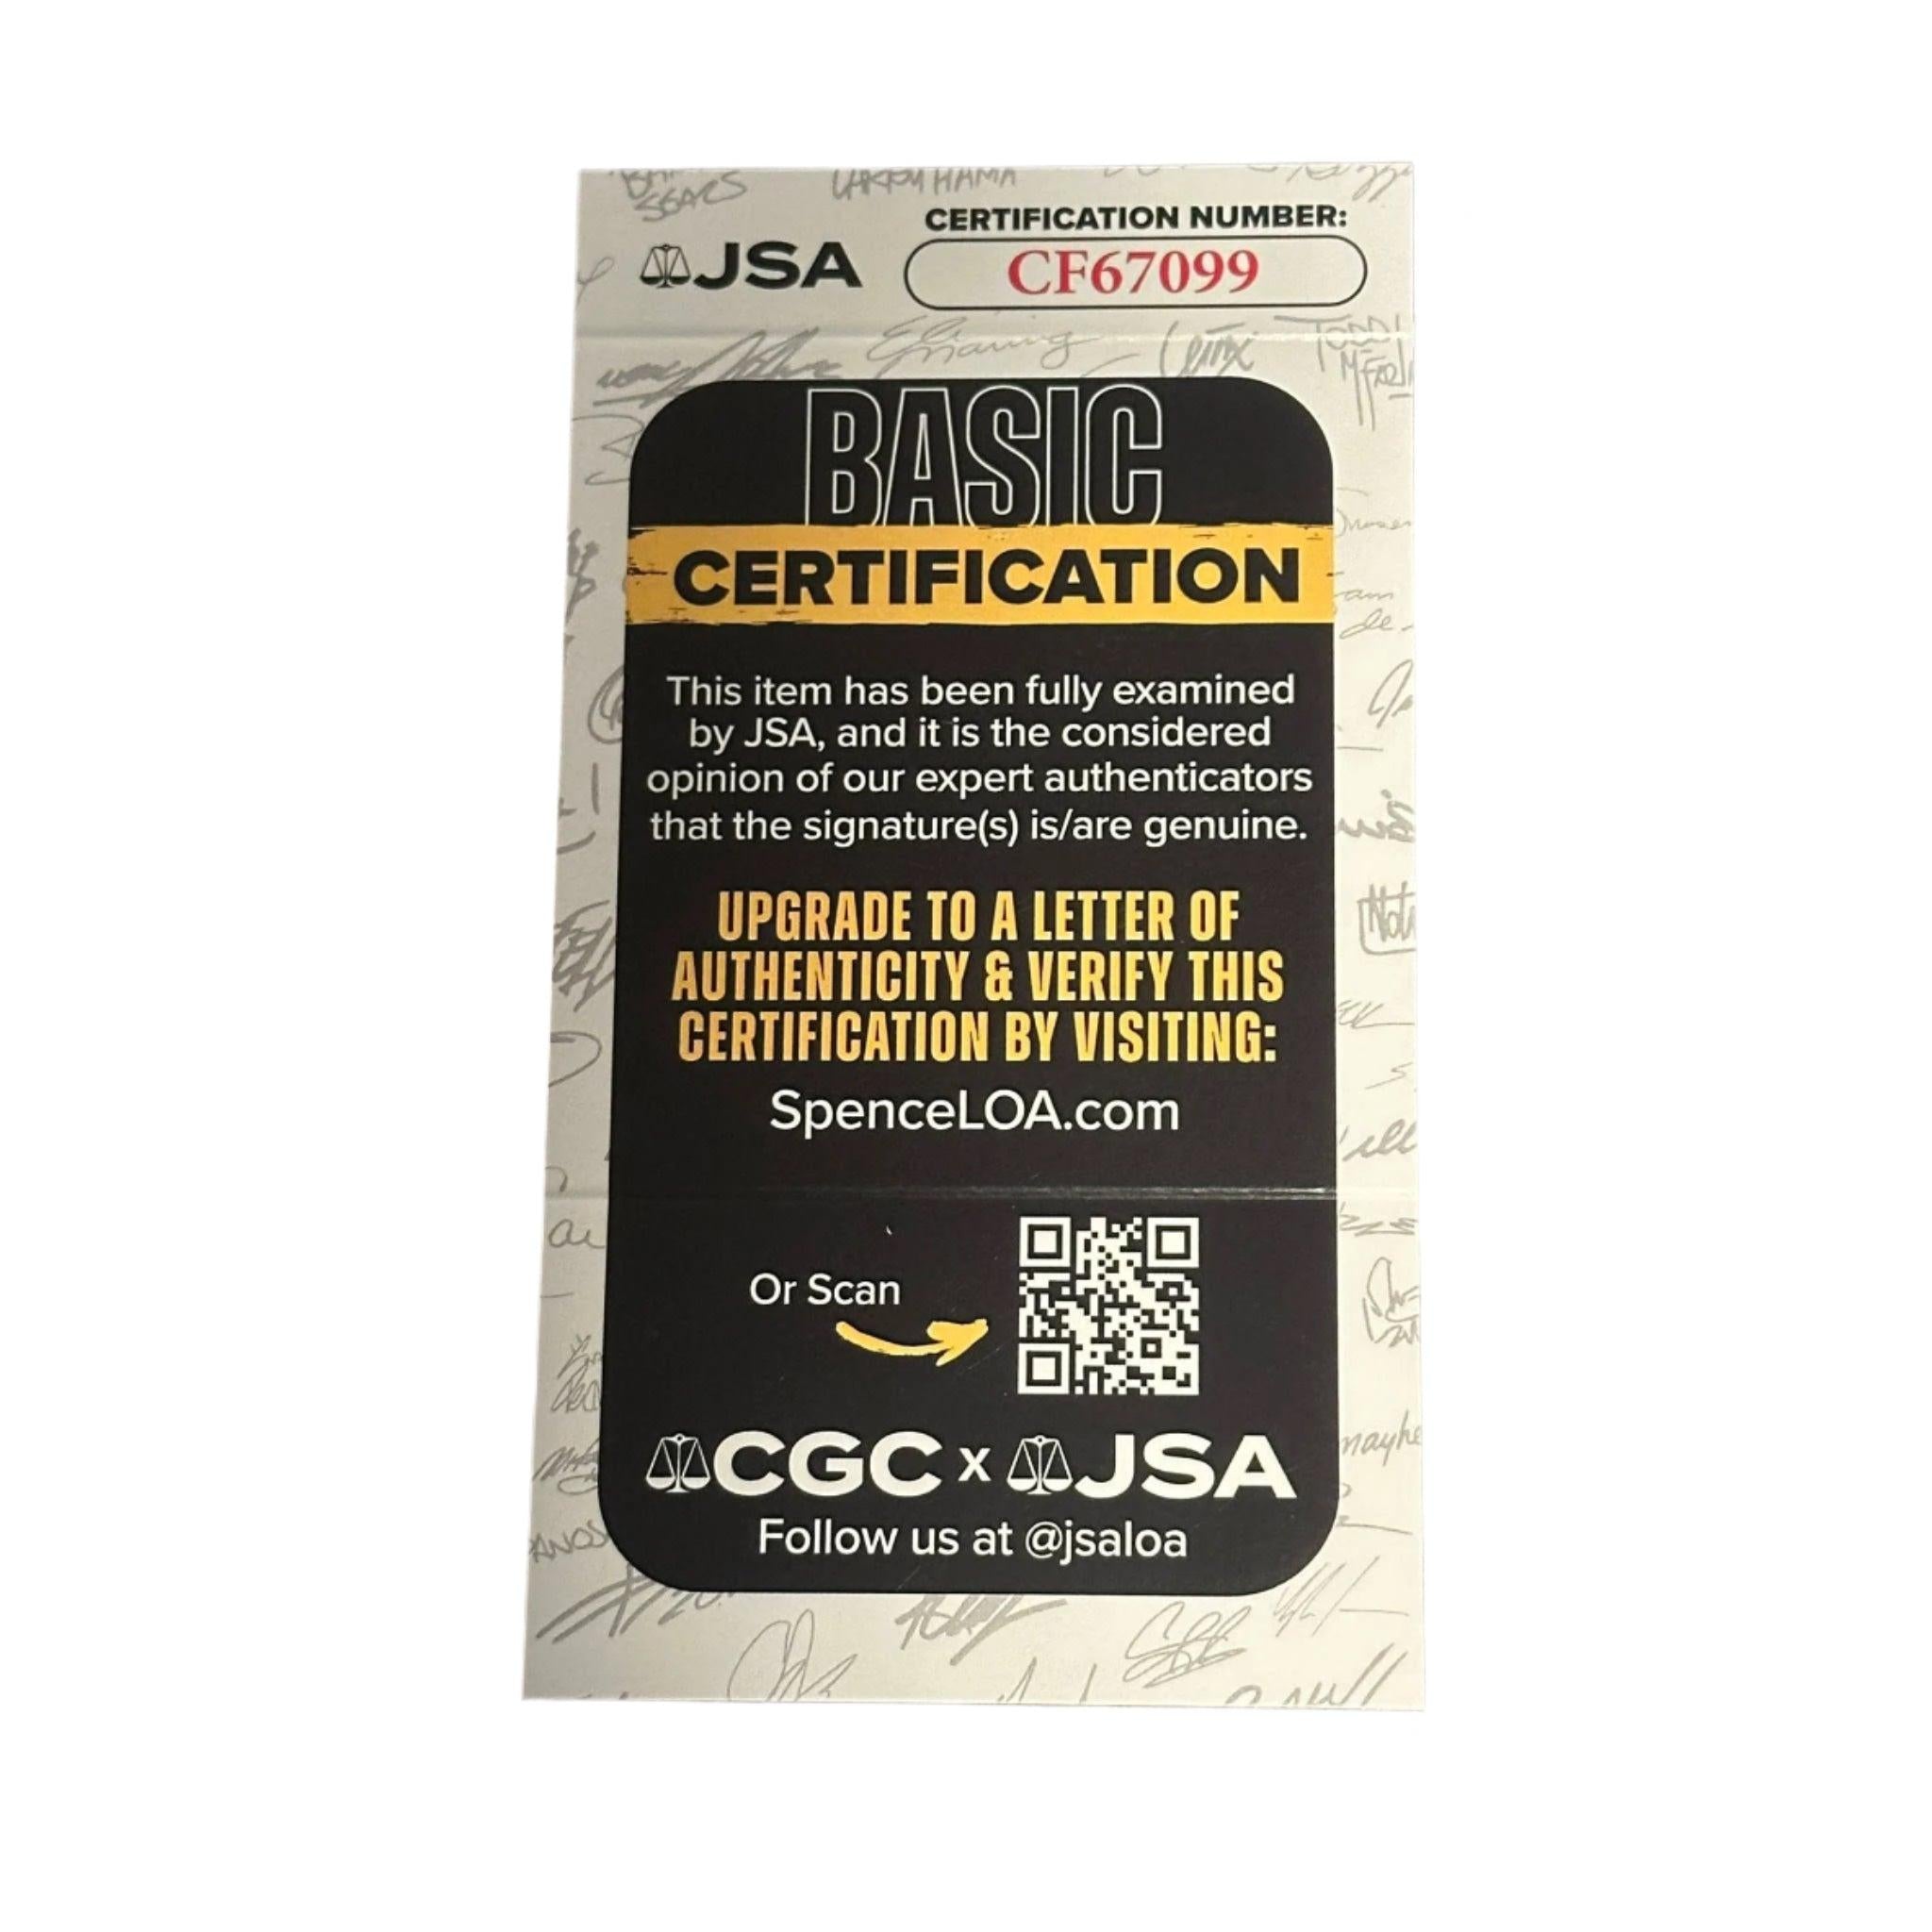 CERTIFICATION NUMBER:
JSA
CF67099
BASIC
CERTIFICATION
This item has been fully examined
by JSA, and it is the considered
opinion of our expert authenticators
that the signature(s) is/are genuine.
UPGRADE TO A LETTER OF
AUTHENTICITY & VERIFY THIS
CERTIFICATION BY VISITING:
SpenceLOA.com
Or Scan
CGC x JSA
Follow us at @jsaloa